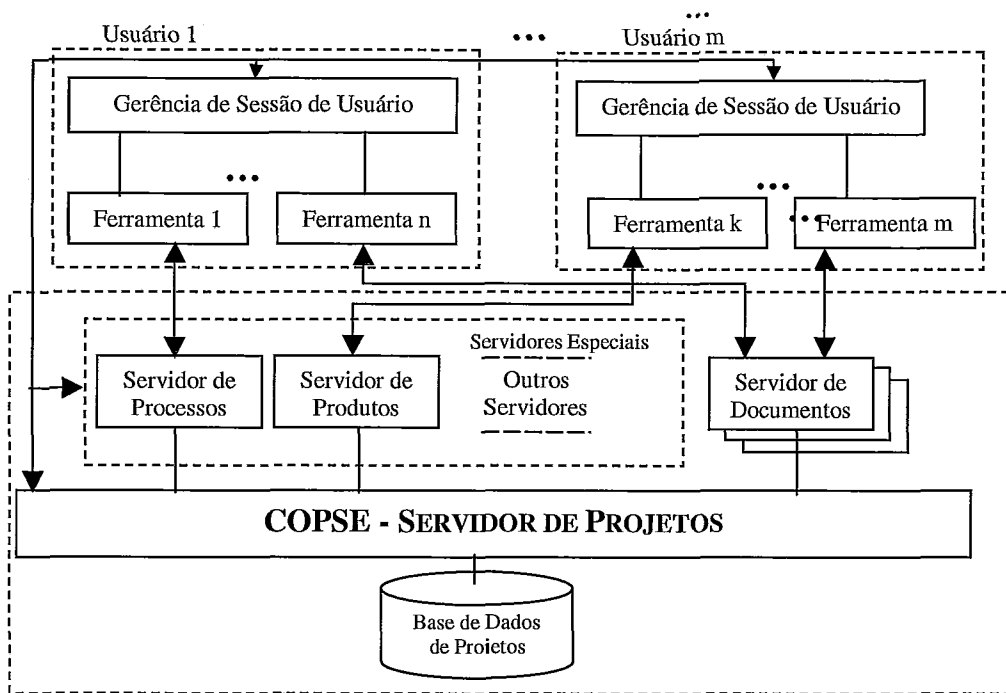 Usuário 1
...
...
Usuário m
Gerência de Sessão de Usuário
Gerência de Sessão de Usuário
...
...
Ferramenta 1
Ferramenta n
Ferramenta k
...
Ferramenta m
Servidores Especiais
Servidor de
Processos
Servidor de
Produtos
Outros
Servidores
Servidor de
Documentos
COPSE - SERVIDOR DE PROJETOS
Base de Dados
de Projetos